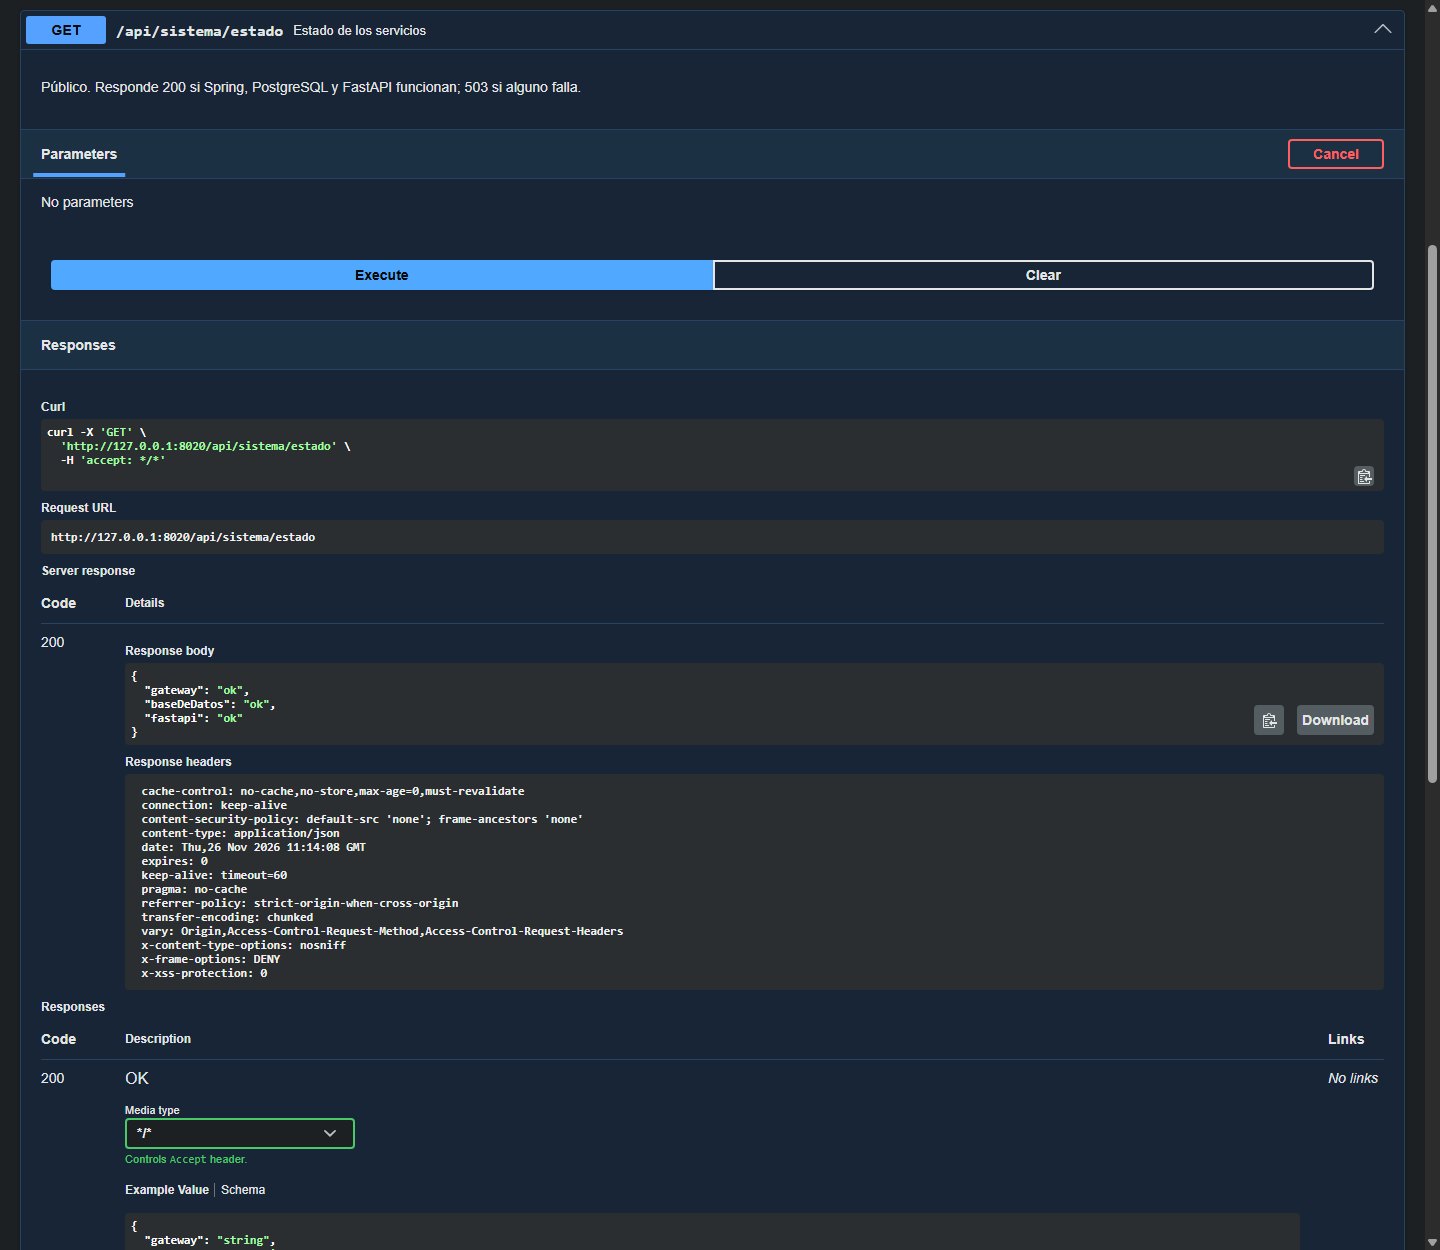 GET /api/sistema/estado Estado de los servicios
Público. Responde 200 si Spring, PostgreSQL y FastAPI funcionan; 503 si alguno falla.
Parameters Cancel
No parameters
Execute Clear
Responses
Curl
curl -X 'GET' \
  'http://127.0.0.1:8020/api/sistema/estado' \
  -H 'accept: */*'
Request URL
http://127.0.0.1:8020/api/sistema/estado
Server response
Code Details
200
Response body
{
  "gateway": "ok",
  "baseDeDatos": "ok",
  "fastapi": "ok"
}
Download
Response headers
cache-control: no-cache,no-store,max-age=0,must-revalidate
connection: keep-alive
content-security-policy: default-src 'none'; frame-ancestors 'none'
content-type: application/json
date: Thu,26 Nov 2026 11:14:08 GMT
expires: 0
keep-alive: timeout=60
pragma: no-cache
referrer-policy: strict-origin-when-cross-origin
transfer-encoding: chunked
vary: Origin,Access-Control-Request-Method,Access-Control-Request-Headers
x-content-type-options: nosniff
x-frame-options: DENY
x-xss-protection: 0
Responses
Code Description Links
200 OK No links
Media type
*/*
Controls Accept header.
Example Value | Schema
{
  "gateway": "string",